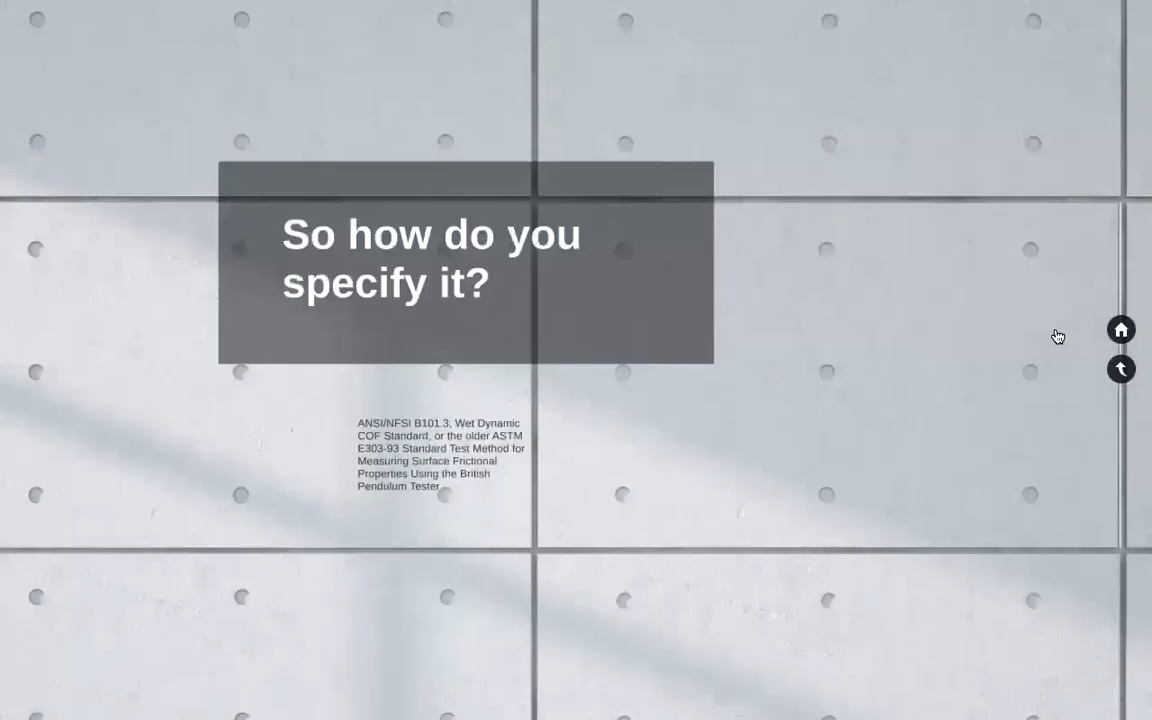 So how do you
specify it?
ANSI/NFSI B101.3, Wet Dynamic
COF Standard, or the older ASTM
E303-93 Standard Test Method for
Measuring Surface Frictional
Properties Using the British
Pendulum Tester